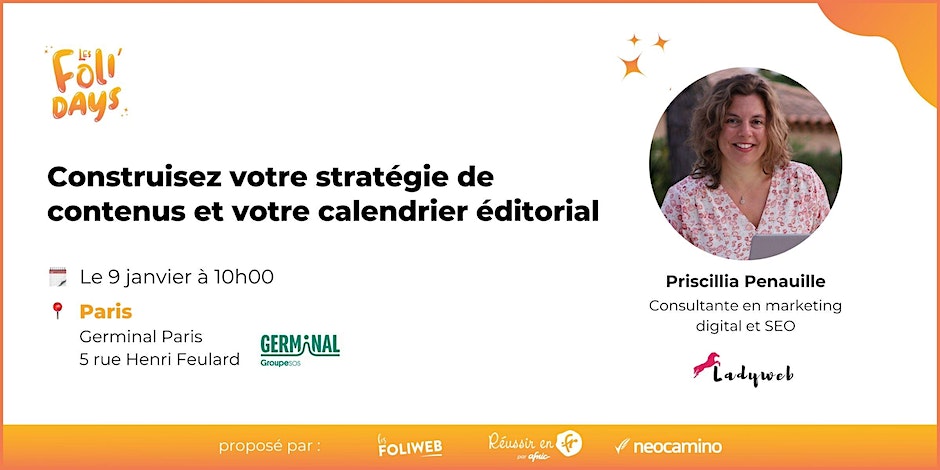 LES
FOLI'
DAYS
Construisez votre stratégie de
contenus et votre calendrier éditorial
Le 9 janvier à 10h00
Paris
Germinal Paris
5 rue Henri Feulard
GERMINAL
Groupesos
Priscillia Penauille
Consultante en marketing
digital et SEO
Ladyweb
proposé par :
les
FOLIWEB
Réussir en .fr
par afnic
neocamino